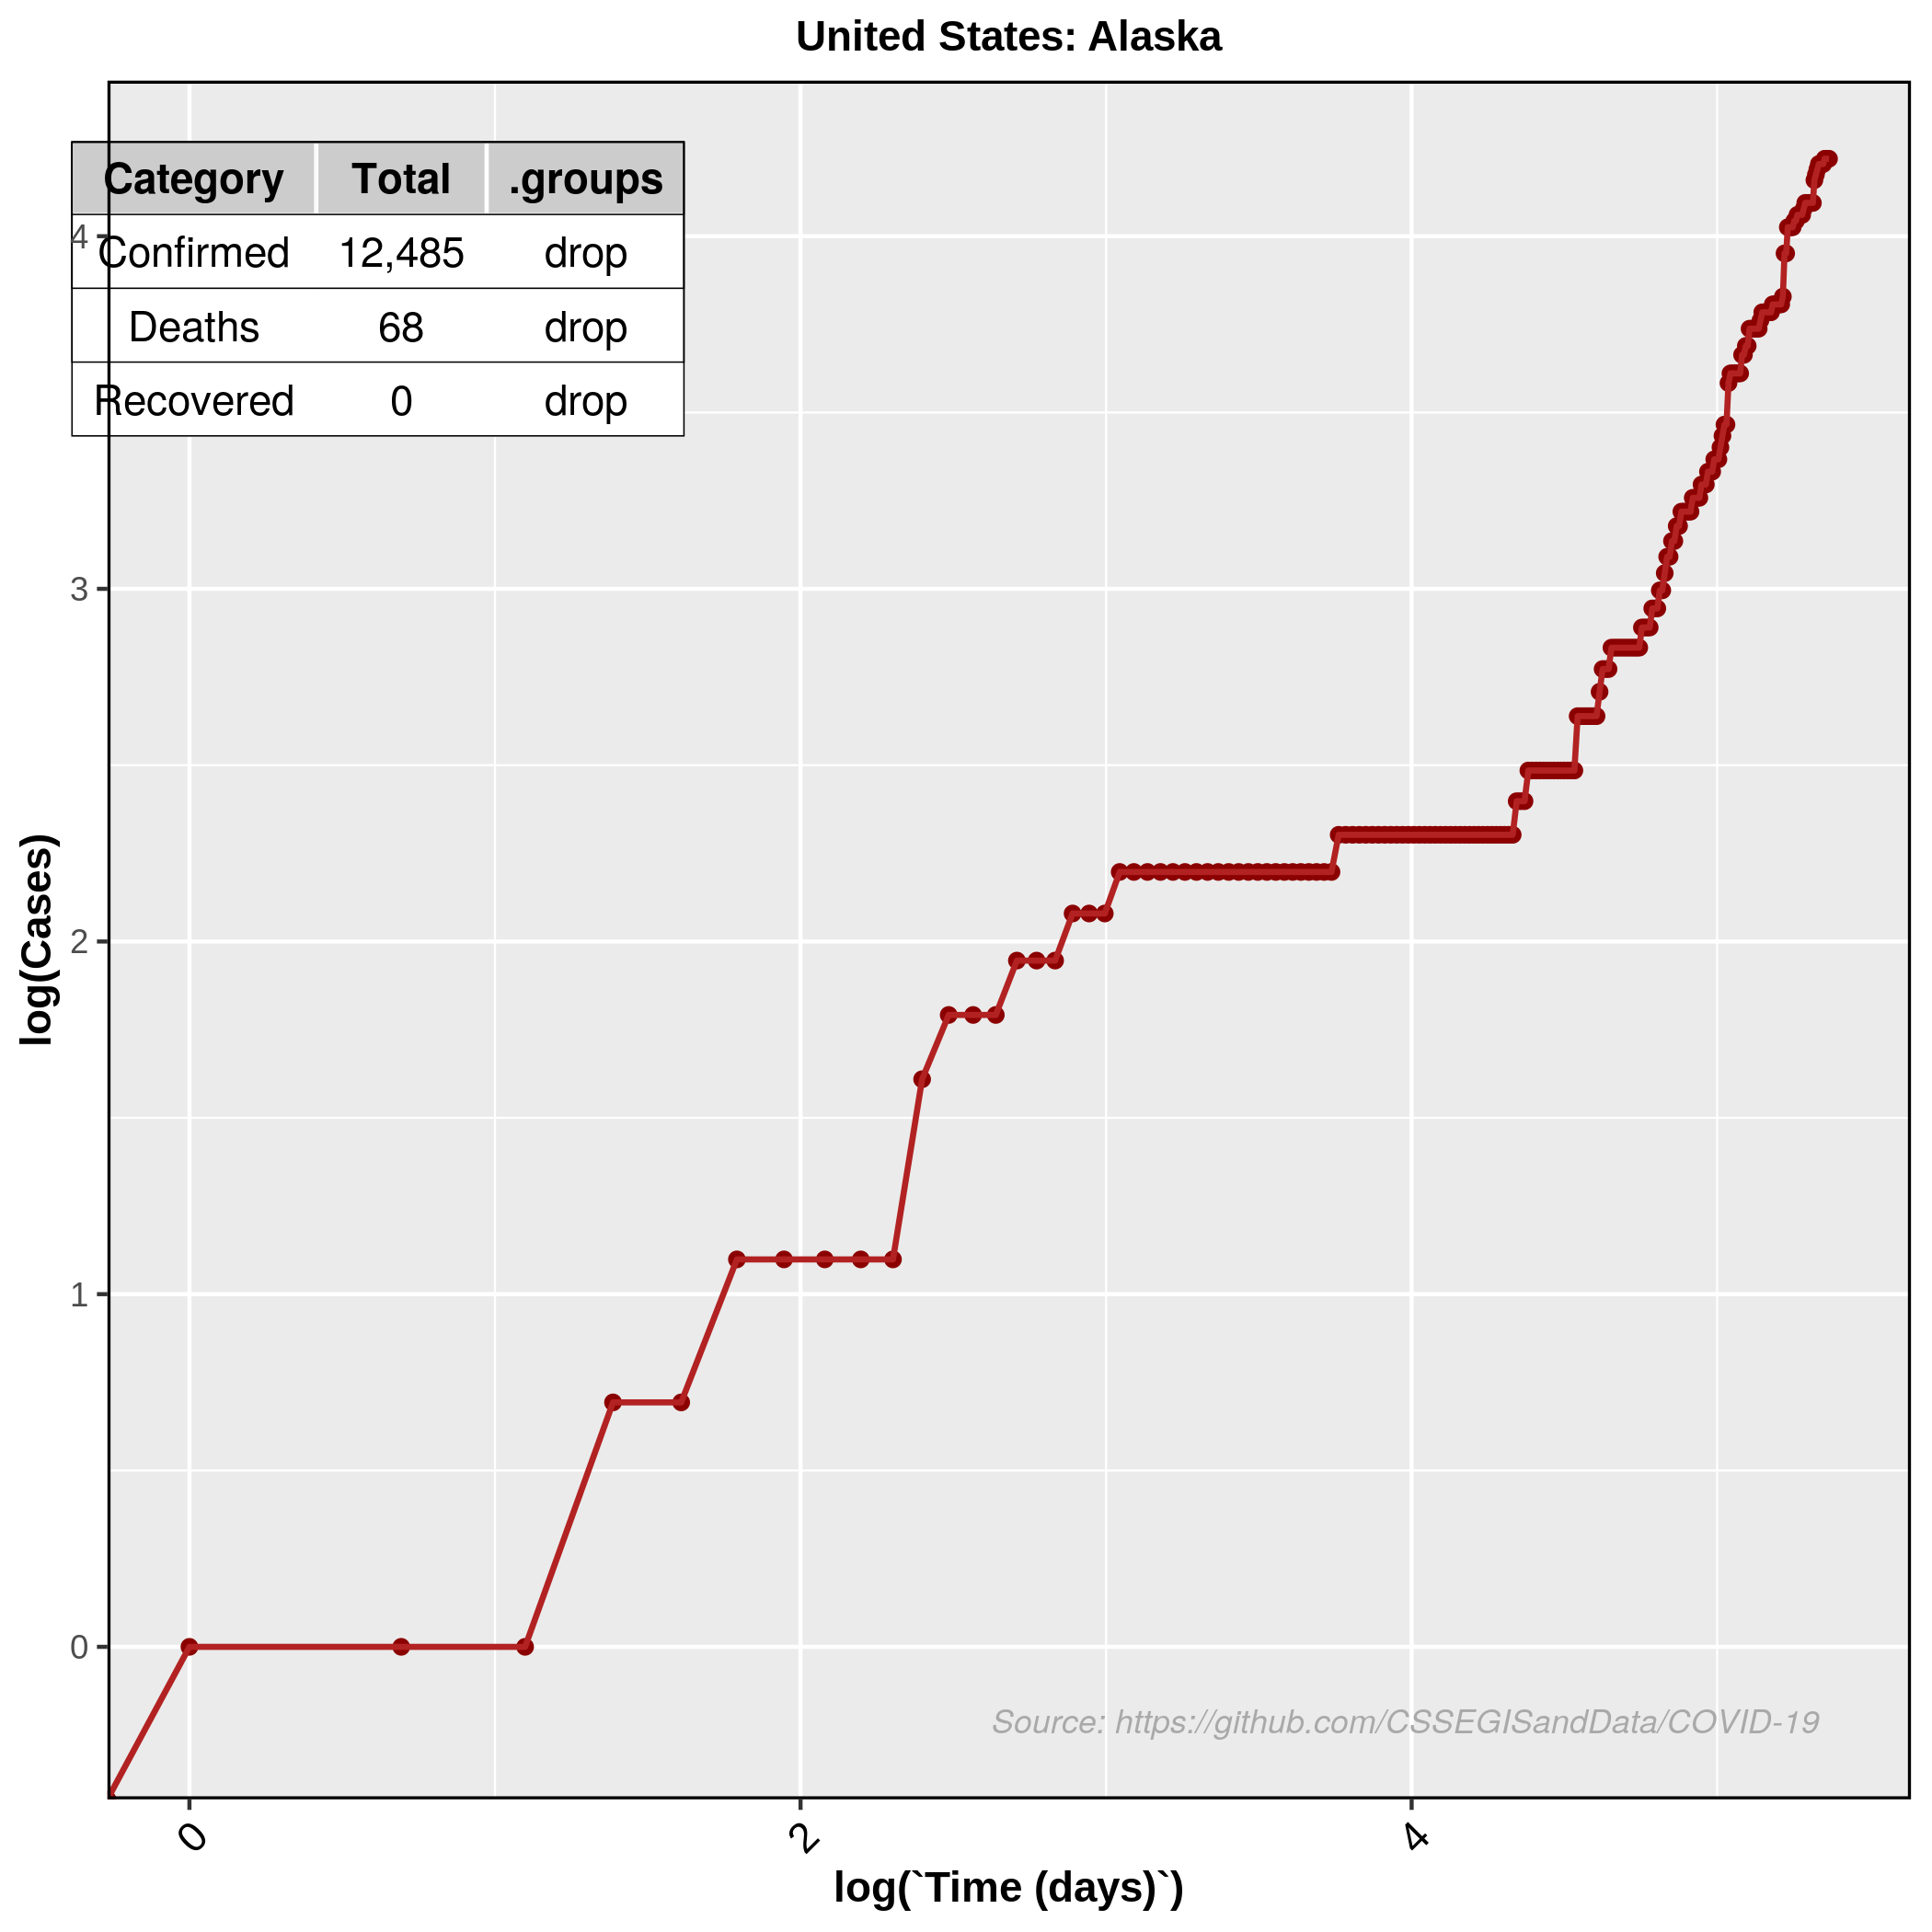 United States: Alaska
Category Total .groups
Confirmed 12,485 drop
Deaths 68 drop
Recovered 0 drop
4
3
2
1
0
log(Cases)
Source: https://github.com/CSSEGISandData/COVID-19
0 2 4
log(`Time (days)`)